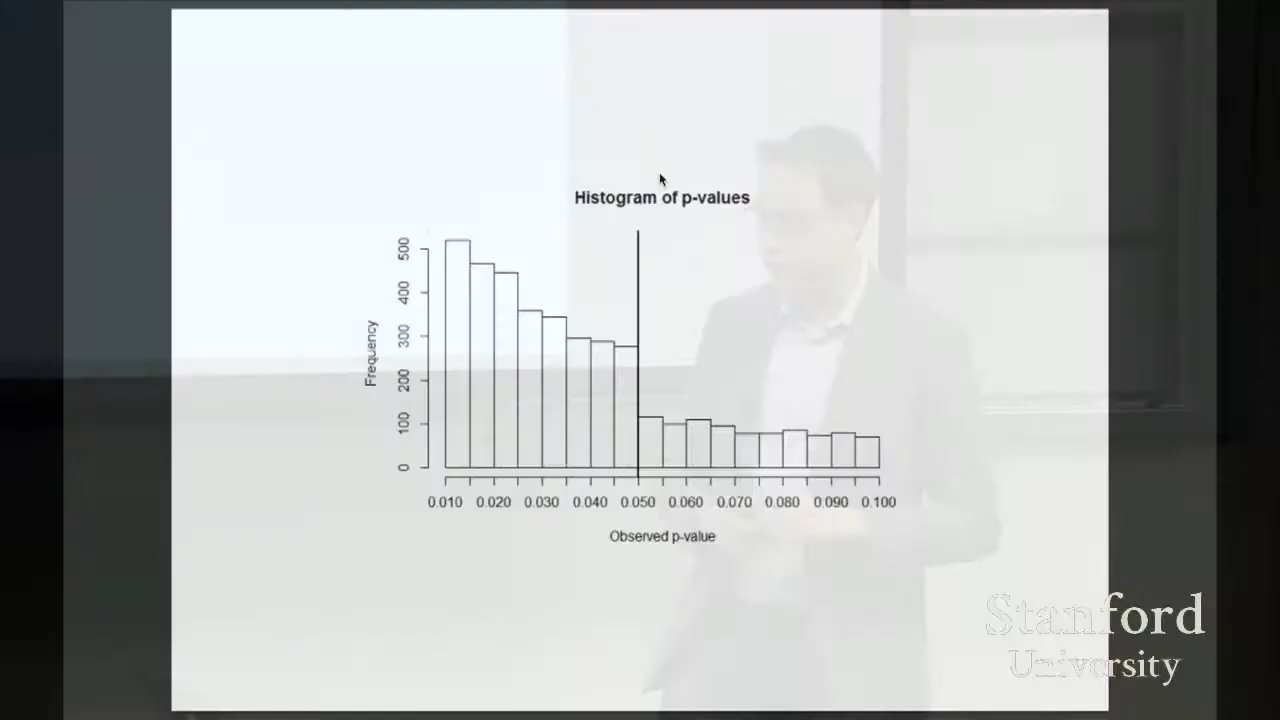 Histogram of p-values
Frequency
500
400
300
200
100
0
0.010 0.020 0.030 0.040 0.050 0.060 0.070 0.080 0.090 0.100
Observed p-value
Stanford
University